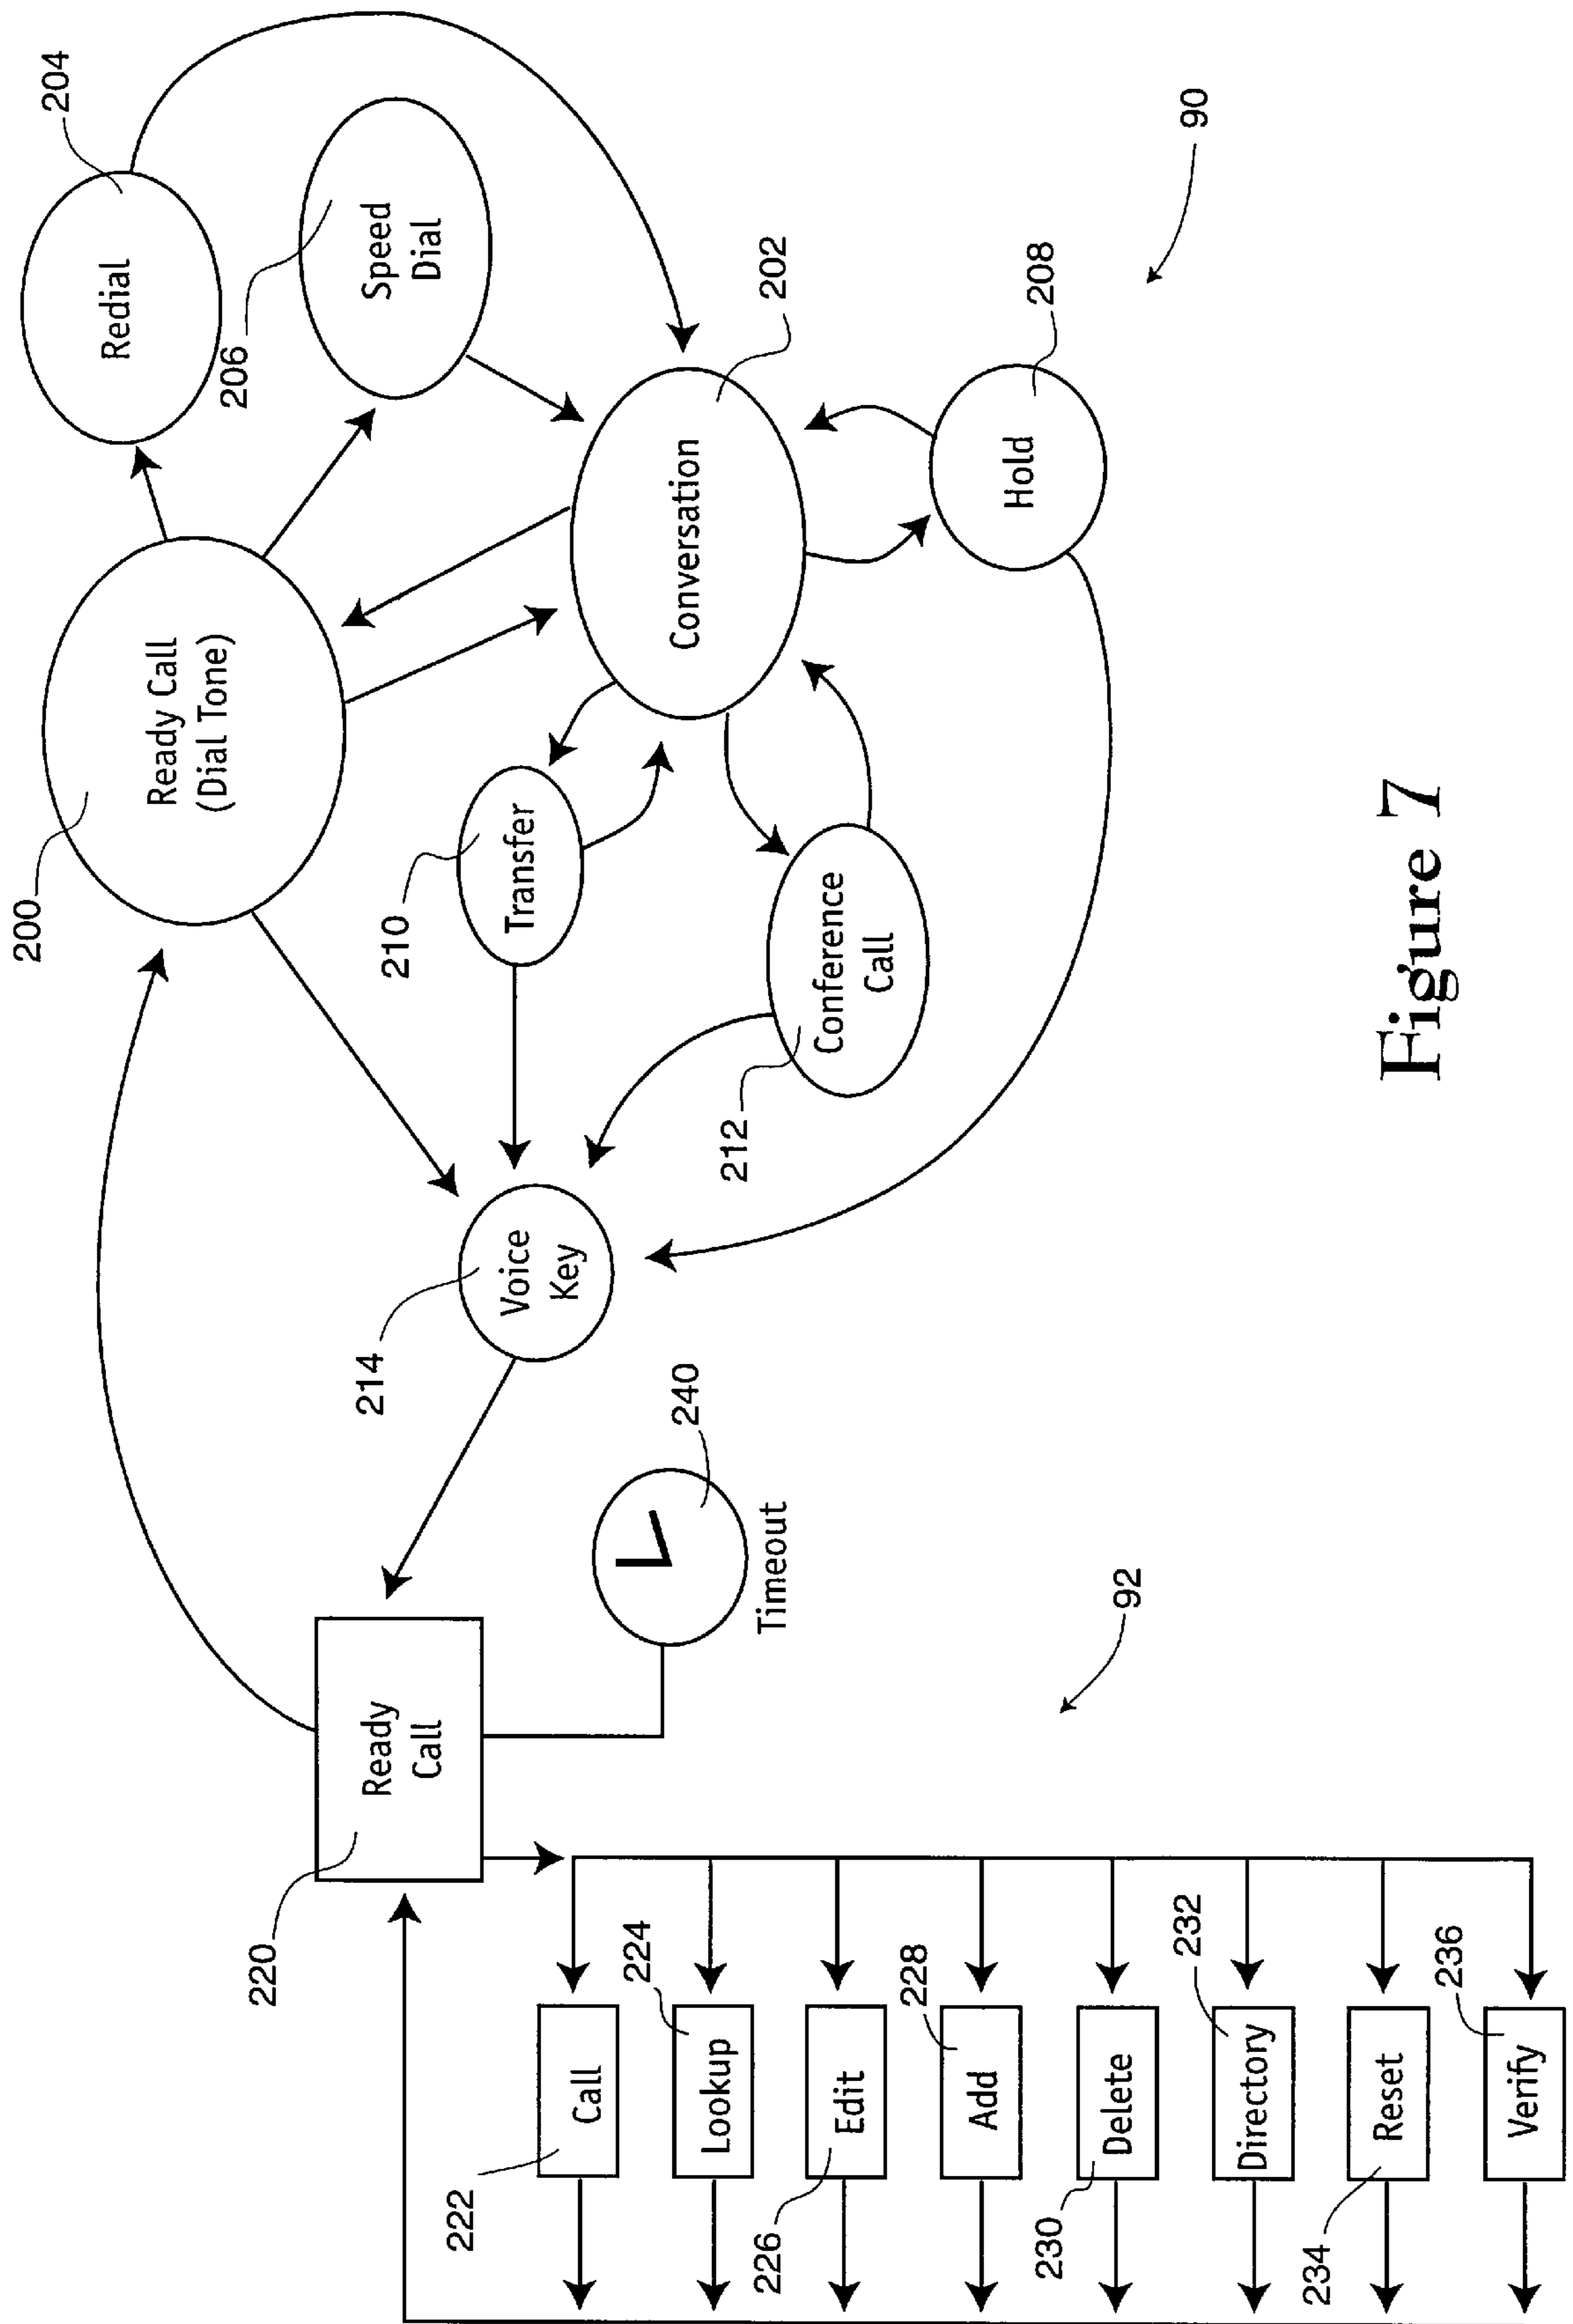 220
Ready
Call
222
Call
224
Lookup
226
Edit
228
Add
230
Delete
232
Directory
234
Reset
236
Verify
240
Timeout
92
214
Voice
Key
200
Ready Call
(Dial Tone)
210
Transfer
212
Conference
Call
204
Redial
206
Speed
Dial
202
Conversation
208
Hold
90
Figure 7